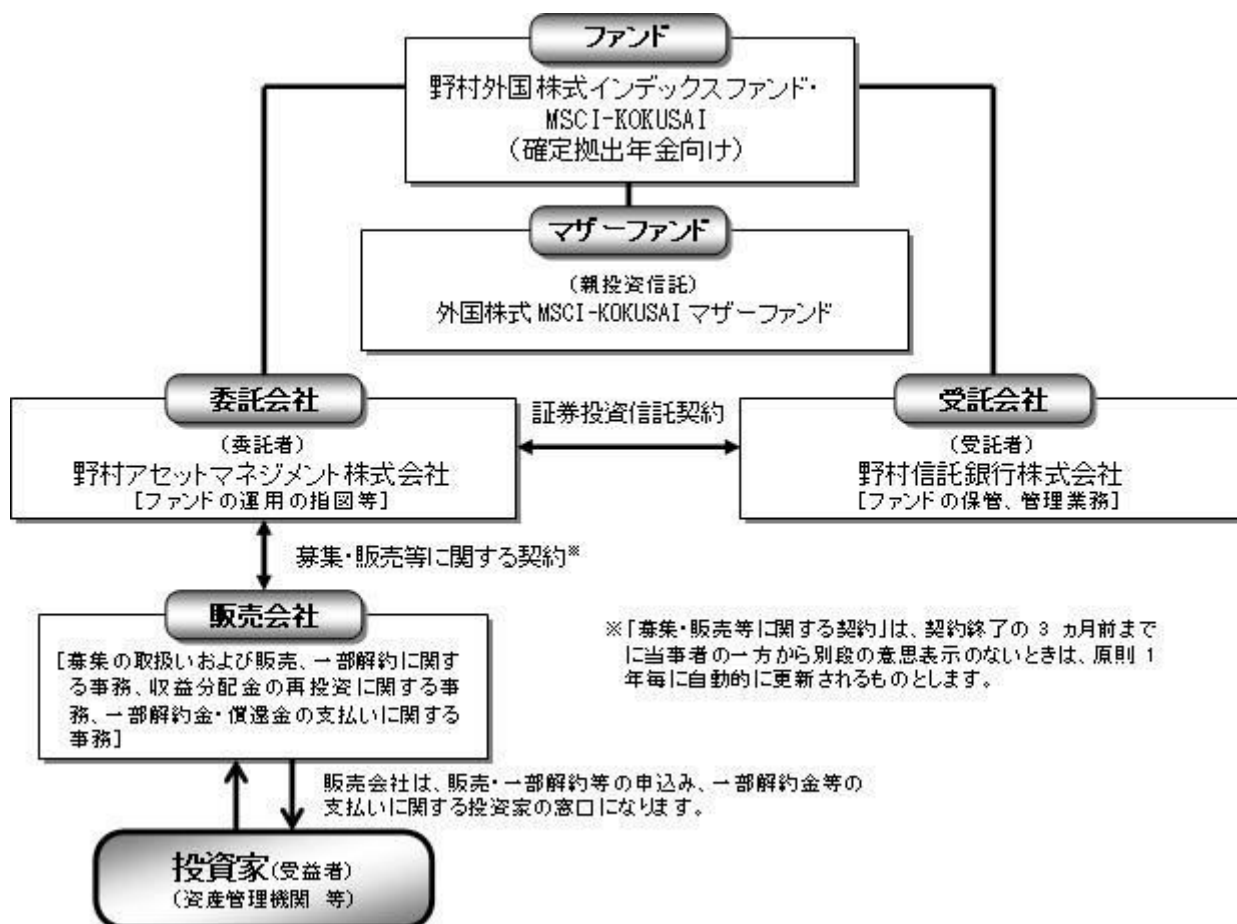 ファンド
野村外国株式インデックスファンド・
MSCI-KOKUSAI
(確定拠出年金向け)
マザーファンド
(親投資信託)
外国株式 MSCI-KOKUSAI マザーファンド
委託会社
(委託者)
野村アセットマネジメント株式会社
[ファンドの運用の指図等]
証券投資信託契約
受託会社
(受託者)
野村信託銀行株式会社
[ファンドの保管、管理業務]
募集・販売等に関する契約※
販売会社
[募集の取扱いおよび販売、一部解約に関す
る事務、収益分配金の再投資に関する事
務、一部解約金・償還金の支払いに関する
事務]
※「募集・販売等に関する契約」は、契約終了の 3 ヵ月前まで
に当事者の一方から別段の意思表示のないときは、原則 1
年毎に自動的に更新されるものとします。
販売会社は、販売・一部解約等の申込み、一部解約金等の
支払いに関する投資家の窓口になります。
投資家(受益者)
(資産管理機関 等)